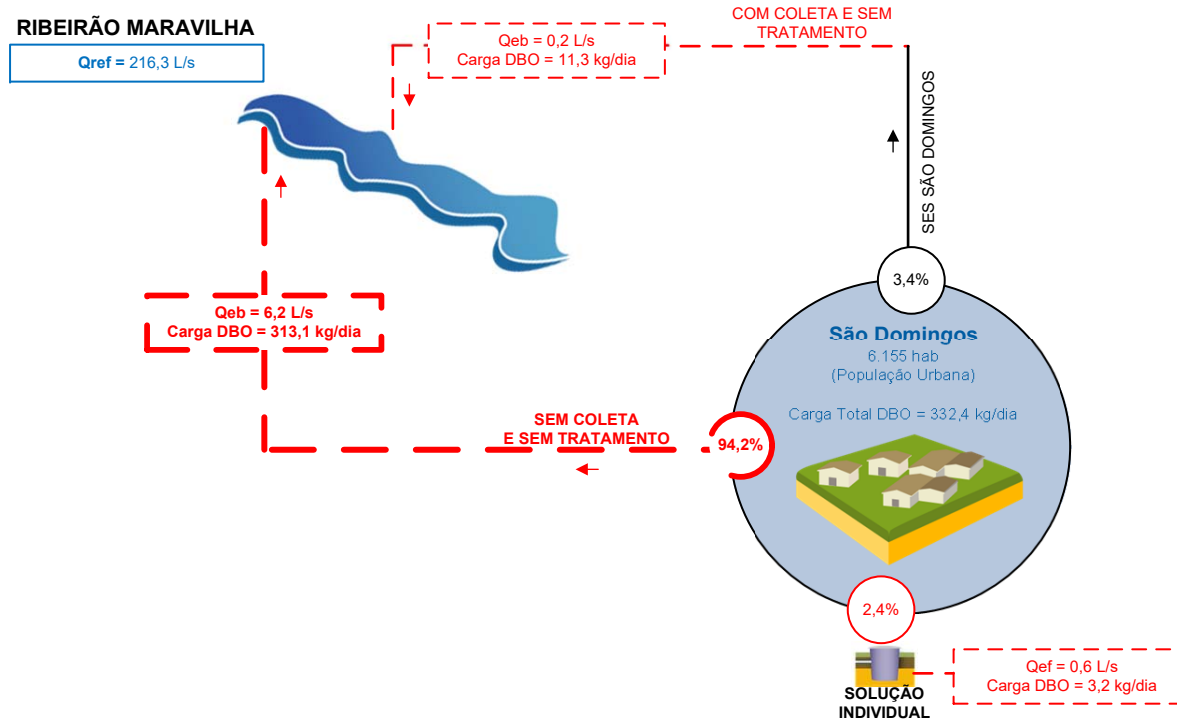 RIBEIRÃO MARAVILHA
Qref = 216,3 L/s
Qeb = 0,2 L/s
Carga DBO = 11,3 kg/dia
COM COLETA E SEM
TRATAMENTO
SES SÃO DOMINGOS
3,4%
Qeb = 6,2 L/s
Carga DBO = 313,1 kg/dia
São Domingos
6.155 hab
(População Urbana)
Carga Total DBO = 332,4 kg/dia
SEM COLETA
E SEM TRATAMENTO
94,2%
2,4%
SOLUÇÃO
INDIVIDUAL
Qef = 0,6 L/s
Carga DBO = 3,2 kg/dia